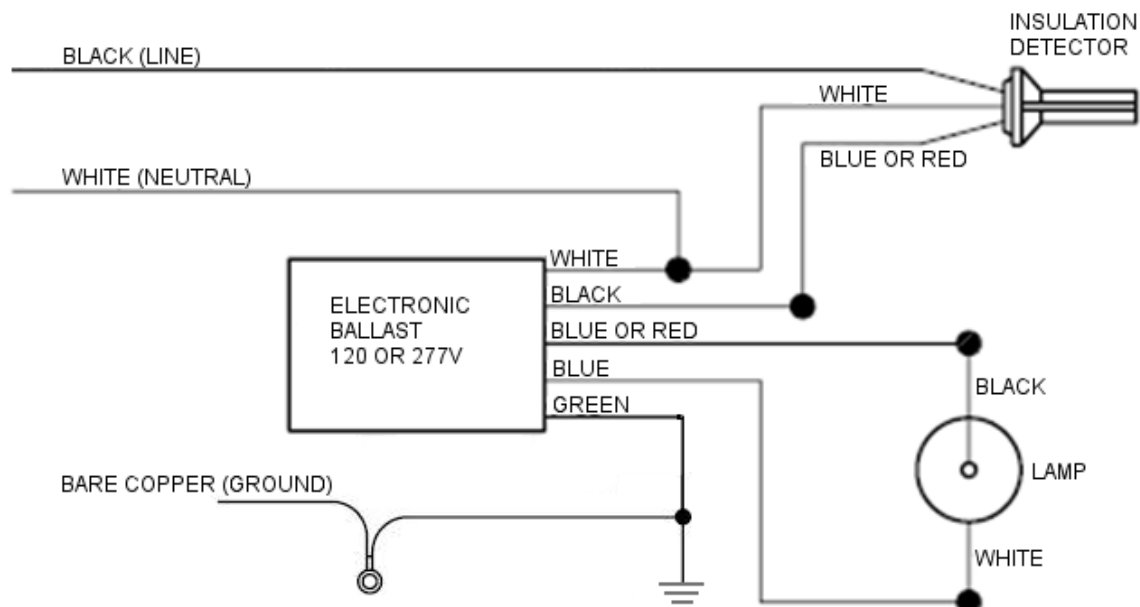 INSULATION
DETECTOR
BLACK (LINE)
WHITE
BLUE OR RED
WHITE (NEUTRAL)
WHITE
BLACK
ELECTRONIC
BALLAST
120 OR 277V
BLUE OR RED
BLUE
GREEN
BLACK
LAMP
BARE COPPER (GROUND)
WHITE